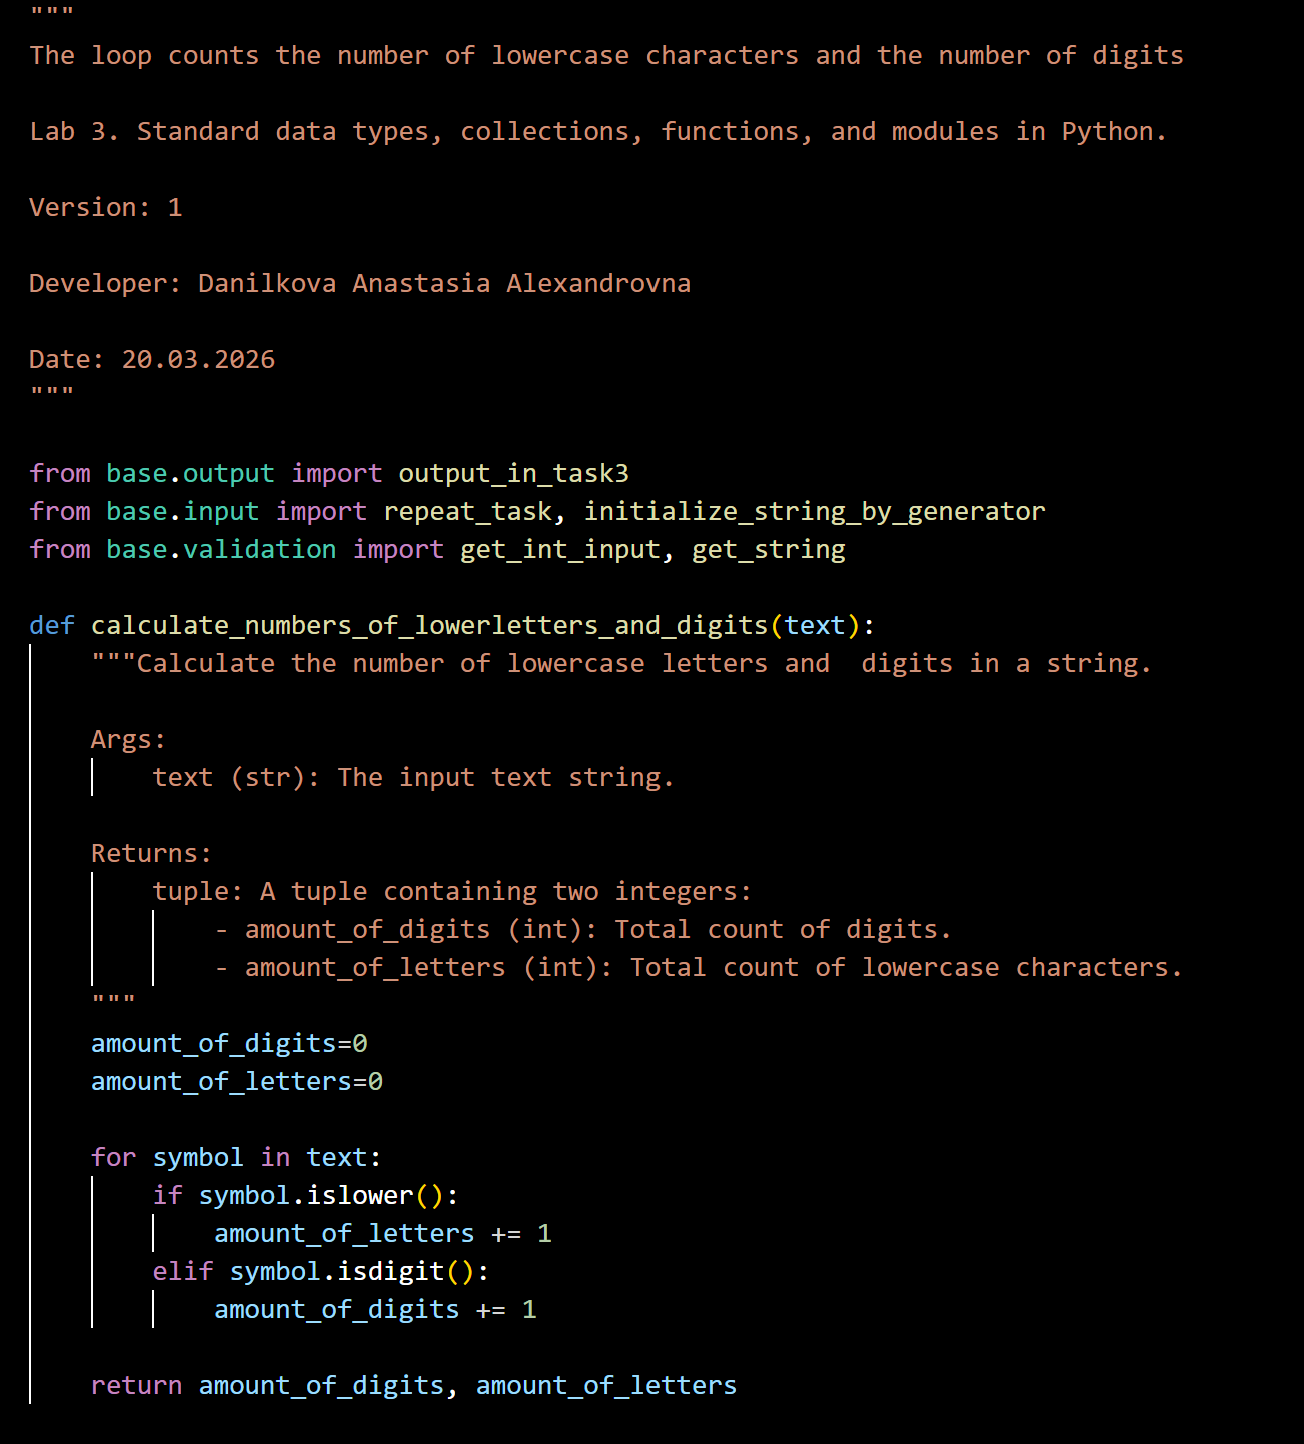 """
The loop counts the number of lowercase characters and the number of digits
Lab 3. Standard data types, collections, functions, and modules in Python.
Version: 1
Developer: Danilkova Anastasia Alexandrovna
Date: 20.03.2026
"""
from base.output import output_in_task3
from base.input import repeat_task, initialize_string_by_generator
from base.validation import get_int_input, get_string
def calculate_numbers_of_lowerletters_and_digits(text):
    """Calculate the number of lowercase letters and  digits in a string.
    Args:
        text (str): The input text string.
    Returns:
        tuple: A tuple containing two integers:
            - amount_of_digits (int): Total count of digits.
            - amount_of_letters (int): Total count of lowercase characters.
    """
    amount_of_digits=0
    amount_of_letters=0
    for symbol in text:
        if symbol.islower():
            amount_of_letters += 1
        elif symbol.isdigit():
            amount_of_digits += 1
    return amount_of_digits, amount_of_letters